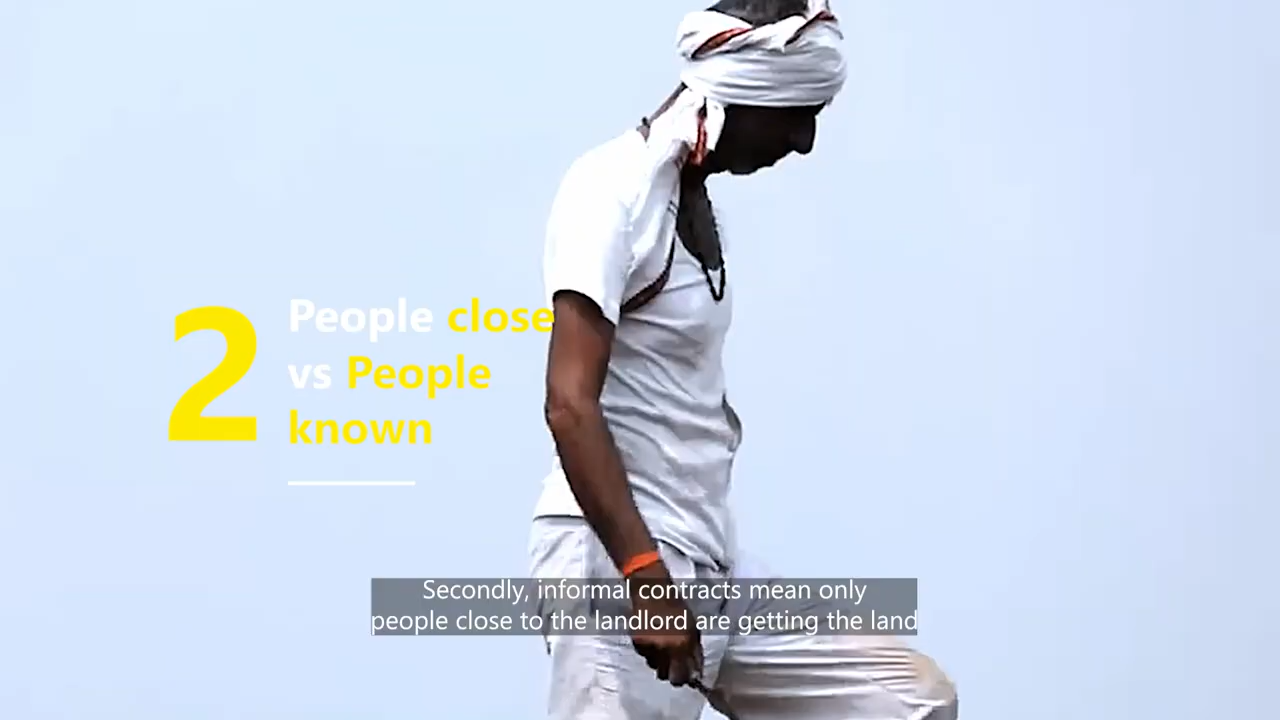 2
People close
vs People
known
Secondly, informal contracts mean only
people close to the landlord are getting the land